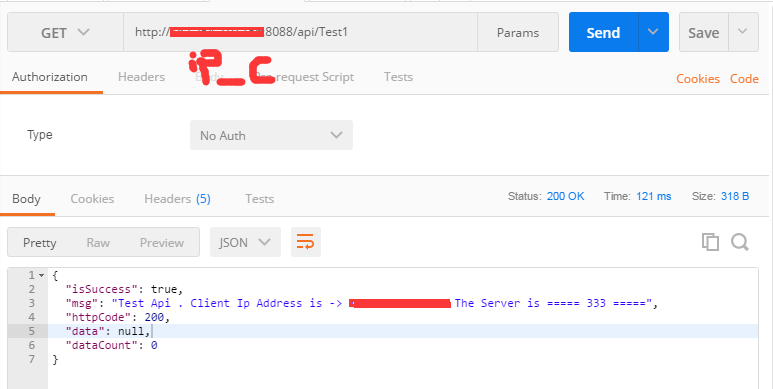 GET http:// 8088/api/Test1 Params Send Save
iP_C
Authorization Headers Body Pre-request Script Tests Cookies Code
Type No Auth
Body Cookies Headers (5) Tests Status: 200 OK Time: 121 ms Size: 318 B
Pretty Raw Preview JSON
1 {
2 "isSuccess": true,
3 "msg": "Test Api . Client Ip Address is -> The Server is ===== 333 =====",
4 "httpCode": 200,
5 "data": null,
6 "dataCount": 0
7 }